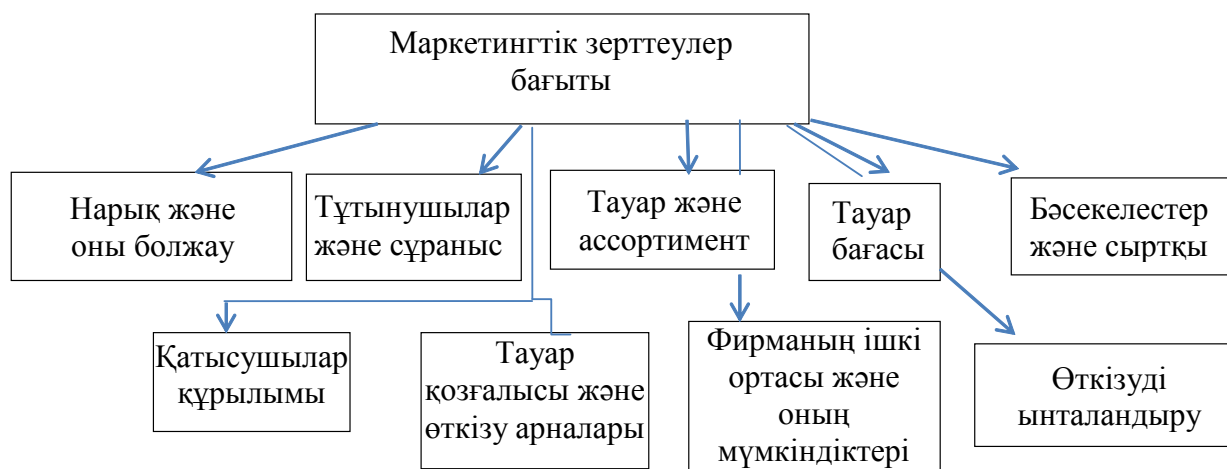 Маркетингтік зерттеулер
бағыты
Нарық және
оны болжау
Тұтынушылар
және сұраныс
Тауар және
ассортимент
Тауар
бағасы
Бәсекелестер
және сыртқы
Қатысушылар
құрылымы
Тауар
қозғалысы және
өткізу арналары
Фирманың ішкі
ортасы және
оның
мүмкіндіктері
Өткізуді
ынталандыру